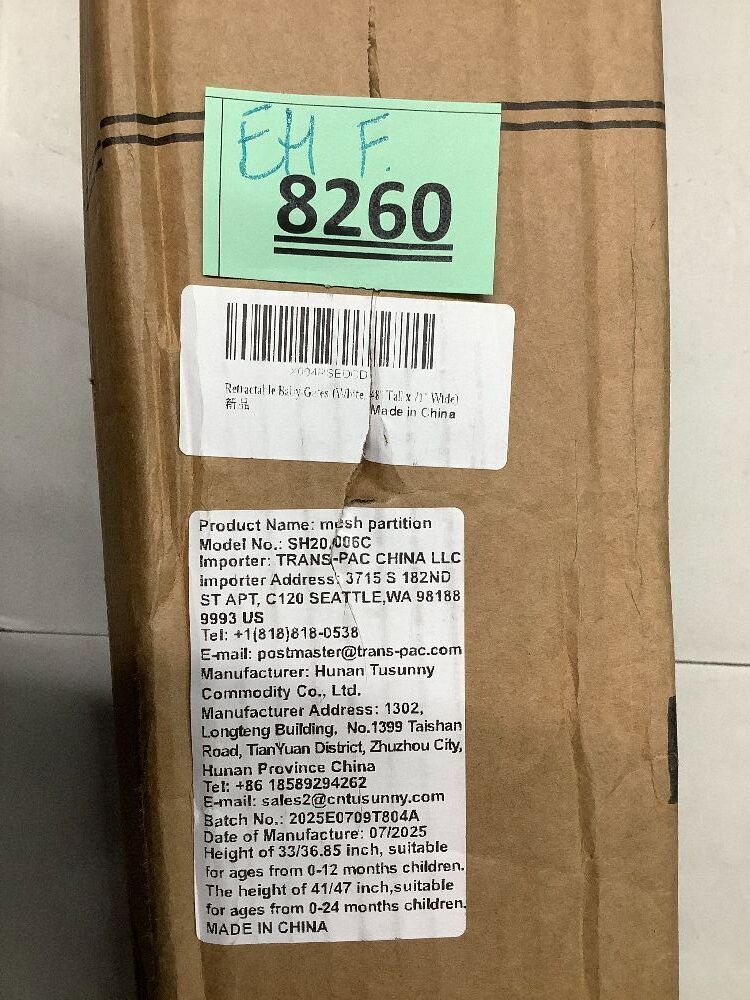 EH F.
8260
Retractable Baby Gates (White, 48" Tall x 71" Wide)
新品
Made in China
Product Name: mesh partition
Model No.: SH20.006C
Importer: TRANS-PAC CHINA LLC
Importer Address: 3715 S 182ND
ST APT, C120 SEATTLE,WA 98188
9993 US
Tel: +1(818)818-0538
E-mail: postmaster@trans-pac.com
Manufacturer: Hunan Tusunny
Commodity Co., Ltd.
Manufacturer Address: 1302,
Longteng Building, No.1399 Taishan
Road, TianYuan District, Zhuzhou City,
Hunan Province China
Tel: +86 18589294262
E-mail: sales2@cntusunny.com
Batch No.: 2025E0709T804A
Date of Manufacture: 07/2025
Height of 33/36.85 inch, suitable
for ages from 0-12 months children.
The height of 41/47 inch,suitable
for ages from 0-24 months children.
MADE IN CHINA